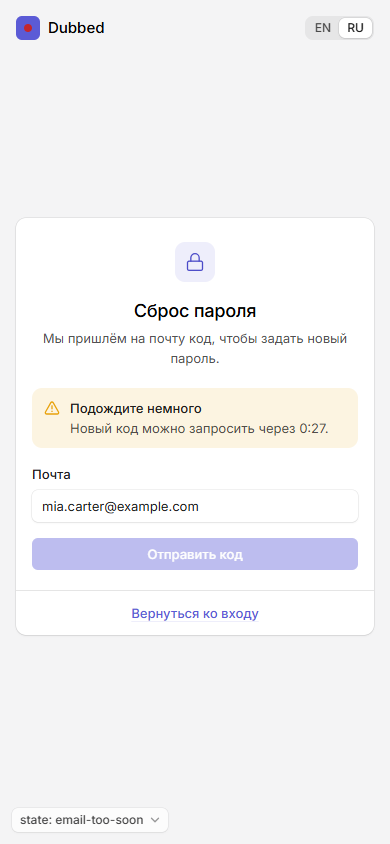 Dubbed
EN RU
Сброс пароля
Мы пришлём на почту код, чтобы задать новый
пароль.
Подождите немного
Новый код можно запросить через 0:27.
Почта
mia.carter@example.com
Отправить код
Вернуться ко входу
state: email-too-soon